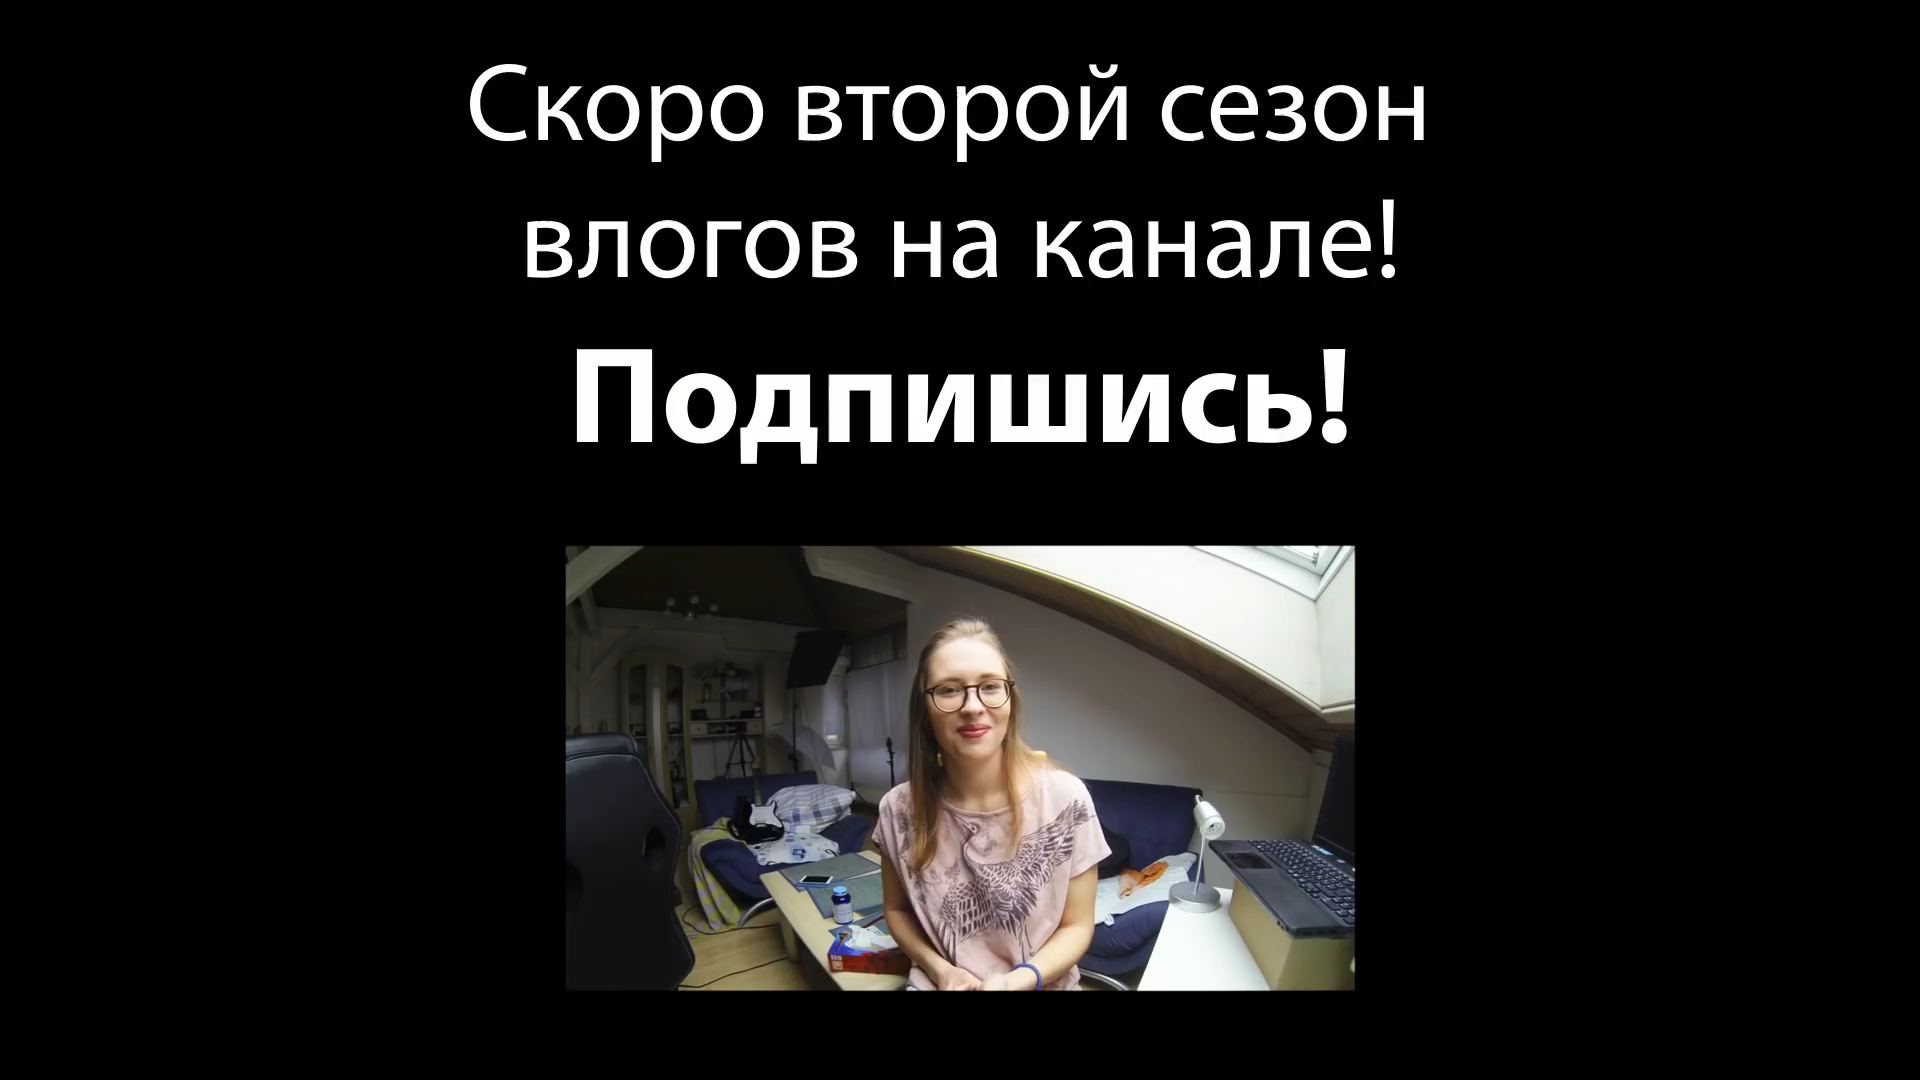 Скоро второй сезон
влогов на канале!
Подпишись!